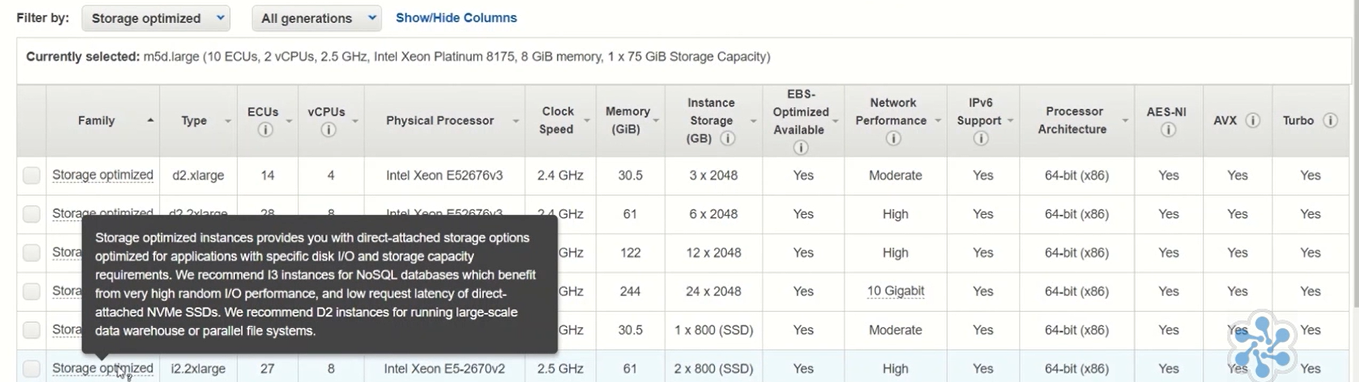 Filter by: Storage optimized All generations Show/Hide Columns
Currently selected: m5d.large (10 ECUs, 2 vCPUs, 2.5 GHz, Intel Xeon Platinum 8175, 8 GiB memory, 1 x 75 GiB Storage Capacity)
Family Type ECUs vCPUs Physical Processor Clock Speed Memory (GiB) Instance Storage (GB) EBS-Optimized Available Network Performance IPv6 Support Processor Architecture AES-NI AVX Turbo
Storage optimized d2.xlarge 14 4 Intel Xeon E52676v3 2.4 GHz 30.5 3 x 2048 Yes Moderate Yes 64-bit (x86) Yes Yes Yes
Storage optimized d2.2xlarge 28 8 Intel Xeon E52676v3 2.4 GHz 61 6 x 2048 Yes High Yes 64-bit (x86) Yes Yes Yes
Stora GHz 122 12 x 2048 Yes High Yes 64-bit (x86) Yes Yes Yes
Stora GHz 244 24 x 2048 Yes 10 Gigabit Yes 64-bit (x86) Yes Yes Yes
Stora GHz 30.5 1 x 800 (SSD) Yes Moderate Yes 64-bit (x86) Yes Yes Yes
Storage optimized instances provides you with direct-attached storage options
optimized for applications with specific disk I/O and storage capacity
requirements. We recommend I3 instances for NoSQL databases which benefit
from very high random I/O performance, and low request latency of direct-
attached NVMe SSDs. We recommend D2 instances for running large-scale
data warehouse or parallel file systems.
Storage optimized i2.2xlarge 27 8 Intel Xeon E5-2670v2 2.5 GHz 61 2 x 800 (SSD) Yes High Yes 64-bit (x86) Yes Yes